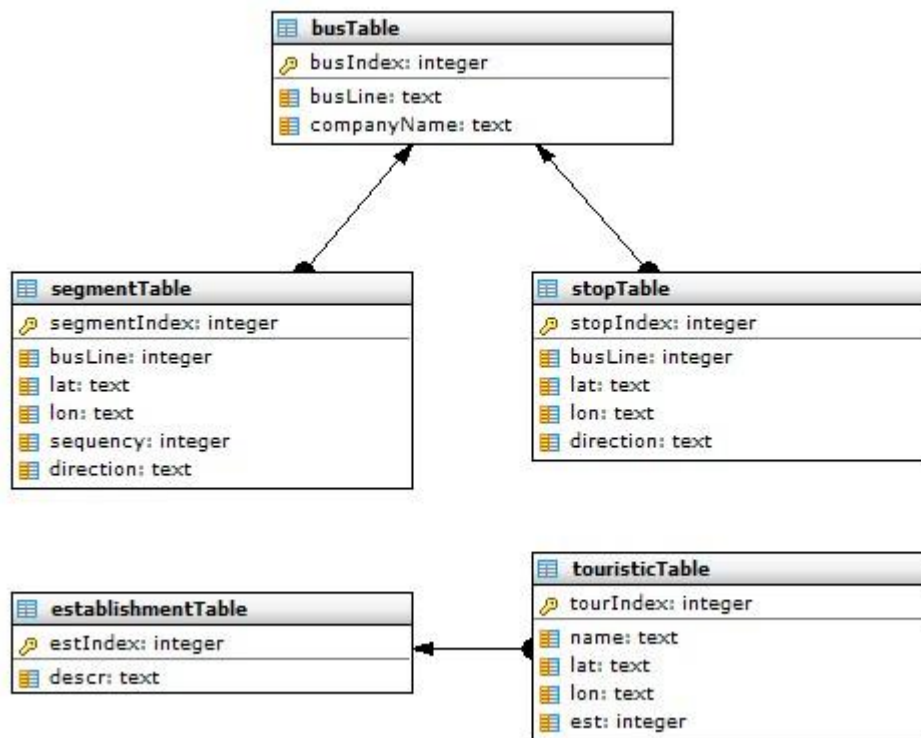 busTable
busIndex: integer
busLine: text
companyName: text
segmentTable
segmentIndex: integer
busLine: integer
lat: text
lon: text
sequency: integer
direction: text
stopTable
stopIndex: integer
busLine: integer
lat: text
lon: text
direction: text
establishmentTable
estIndex: integer
descr: text
touristicTable
tourIndex: integer
name: text
lat: text
lon: text
est: integer